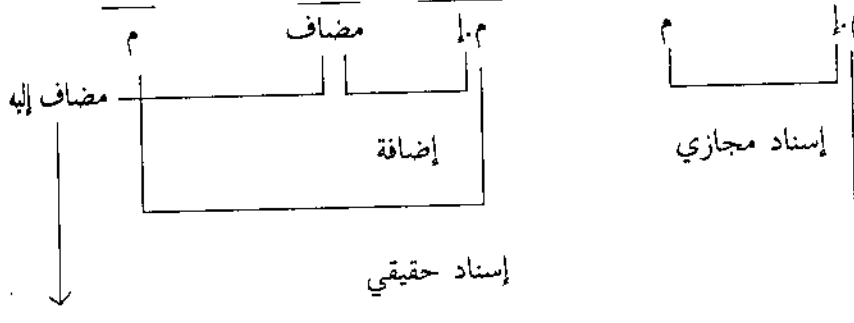 م.إ م م.إ مضاف م
مضاف إليه
إضافة
إسناد مجازي
إسناد حقيقي